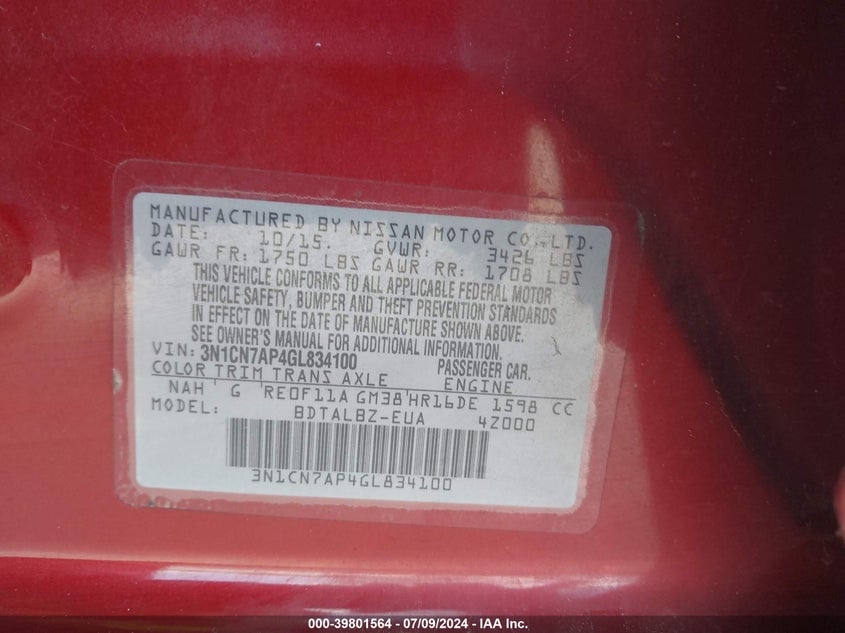 MANUFACTURED BY NISSAN MOTOR CO., LTD.
DATE: 10/15. GVWR: 3426 LBS
GAWR FR: 1750 LBS GAWR RR: 1708 LBS
THIS VEHICLE CONFORMS TO ALL APPLICABLE FEDERAL MOTOR
VEHICLE SAFETY, BUMPER AND THEFT PREVENTION STANDARDS
IN EFFECT ON THE DATE OF MANUFACTURE SHOWN ABOVE.
SEE OWNER'S MANUAL FOR ADDITIONAL INFORMATION.
VIN: 3N1CN7AP4GL834100 PASSENGER CAR.
COLOR TRIM TRANS AXLE ENGINE
NAH G RE0F11A GM38 HR16DE 1598 CC
MODEL: BDTALBZ-EUA 4Z000
3N1CN7AP4GL834100
000-39801564 / 07/09/2024 - IAA Inc.